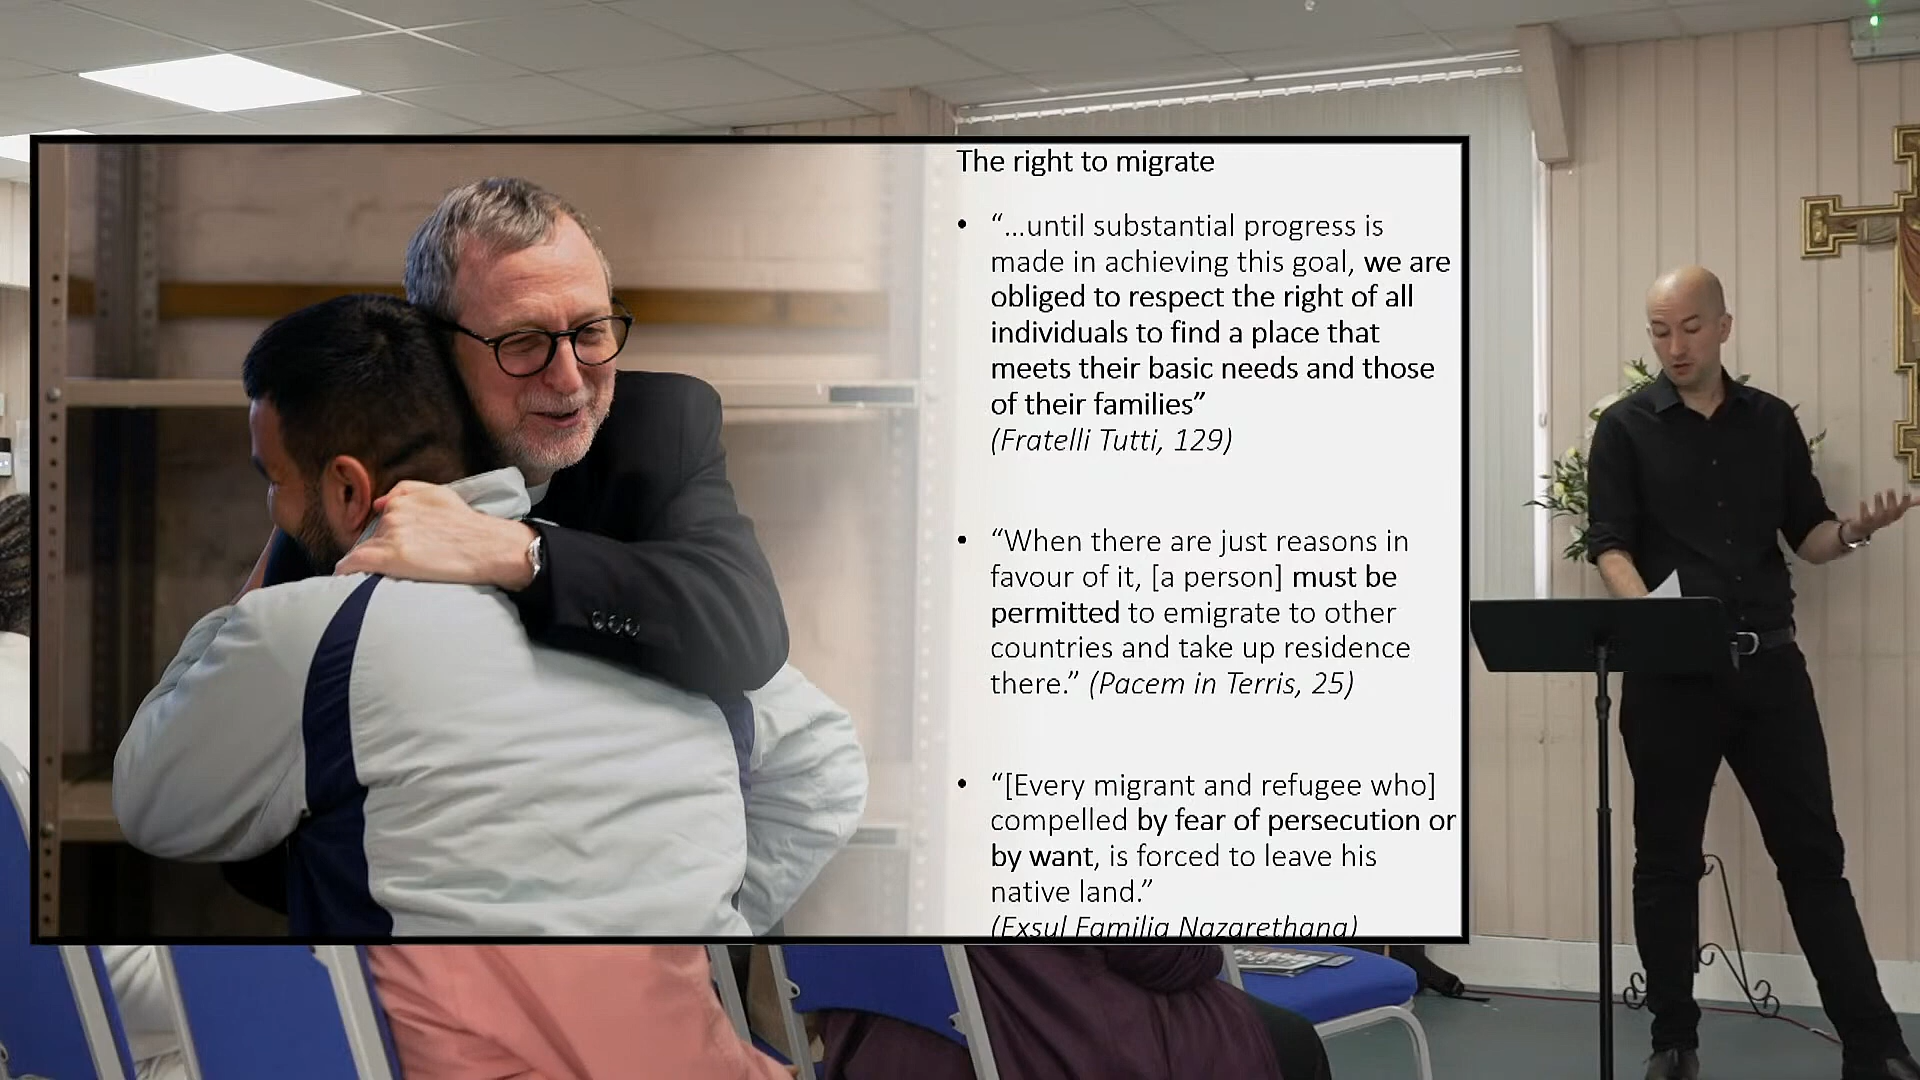 The right to migrate
• “...until substantial progress is
made in achieving this goal, we are
obliged to respect the right of all
individuals to find a place that
meets their basic needs and those
of their families”
(Fratelli Tutti, 129)
• “When there are just reasons in
favour of it, [a person] must be
permitted to emigrate to other
countries and take up residence
there.” (Pacem in Terris, 25)
• “[Every migrant and refugee who]
compelled by fear of persecution or
by want, is forced to leave his
native land.”
(Exsul Familia Nazarethana)